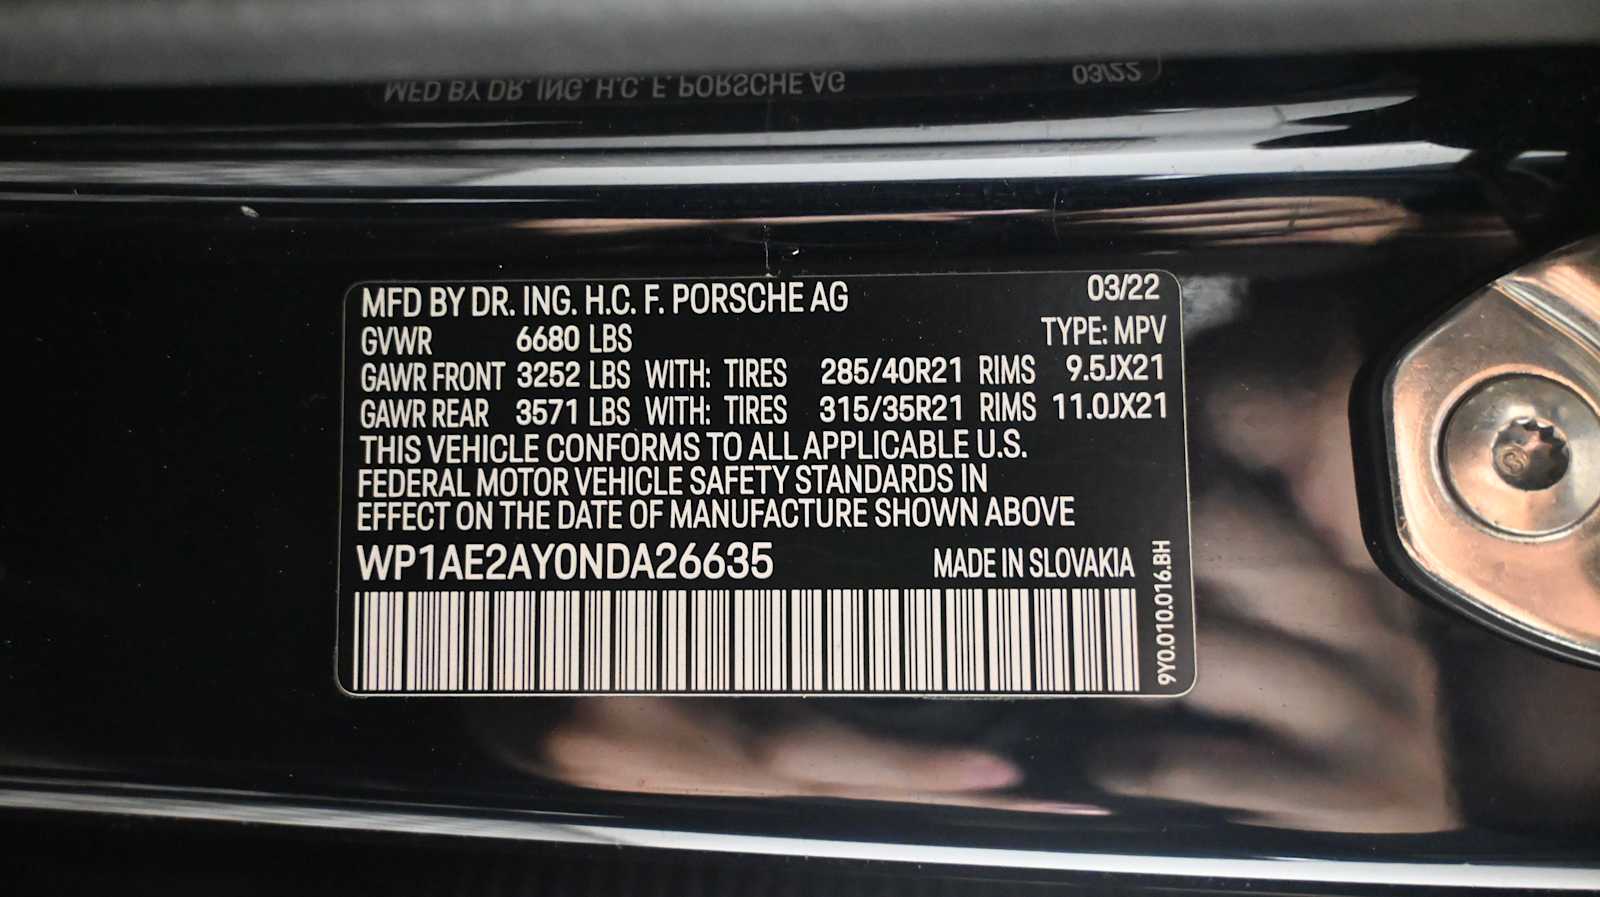 MFD BY DR. ING. H.C. F. PORSCHE AG 03/22
MFD BY DR. ING. H.C. F. PORSCHE AG 03/22
GVWR 6680 LBS TYPE: MPV
GAWR FRONT 3252 LBS WITH: TIRES 285/40R21 RIMS 9.5JX21
GAWR REAR 3571 LBS WITH: TIRES 315/35R21 RIMS 11.0JX21
THIS VEHICLE CONFORMS TO ALL APPLICABLE U.S.
FEDERAL MOTOR VEHICLE SAFETY STANDARDS IN
EFFECT ON THE DATE OF MANUFACTURE SHOWN ABOVE
WP1AE2AY0NDA26635 MADE IN SLOVAKIA
9Y0.010.016.BH